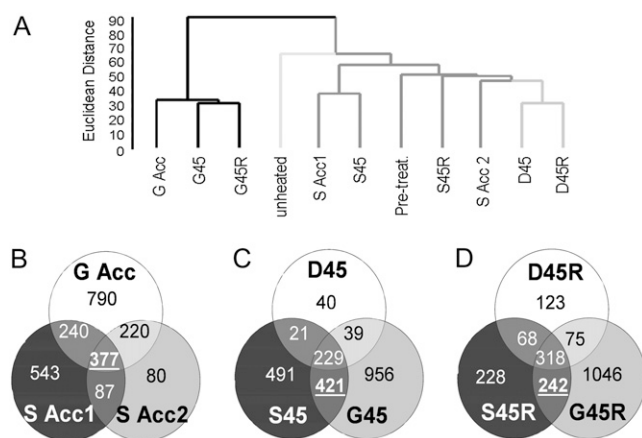 A
Euclidean Distance
90
80
70
60
50
40
30
20
10
0
G Acc
G45
G45R
unheated
S Acc1
S45
Pre-treat.
S45R
S Acc 2
D45
D45R
B
G Acc
790
240
220
377
543
87
80
S Acc1
S Acc2
C
D45
40
21
39
229
491
421
956
S45
G45
D
D45R
123
68
75
318
228
242
1046
S45R
G45R